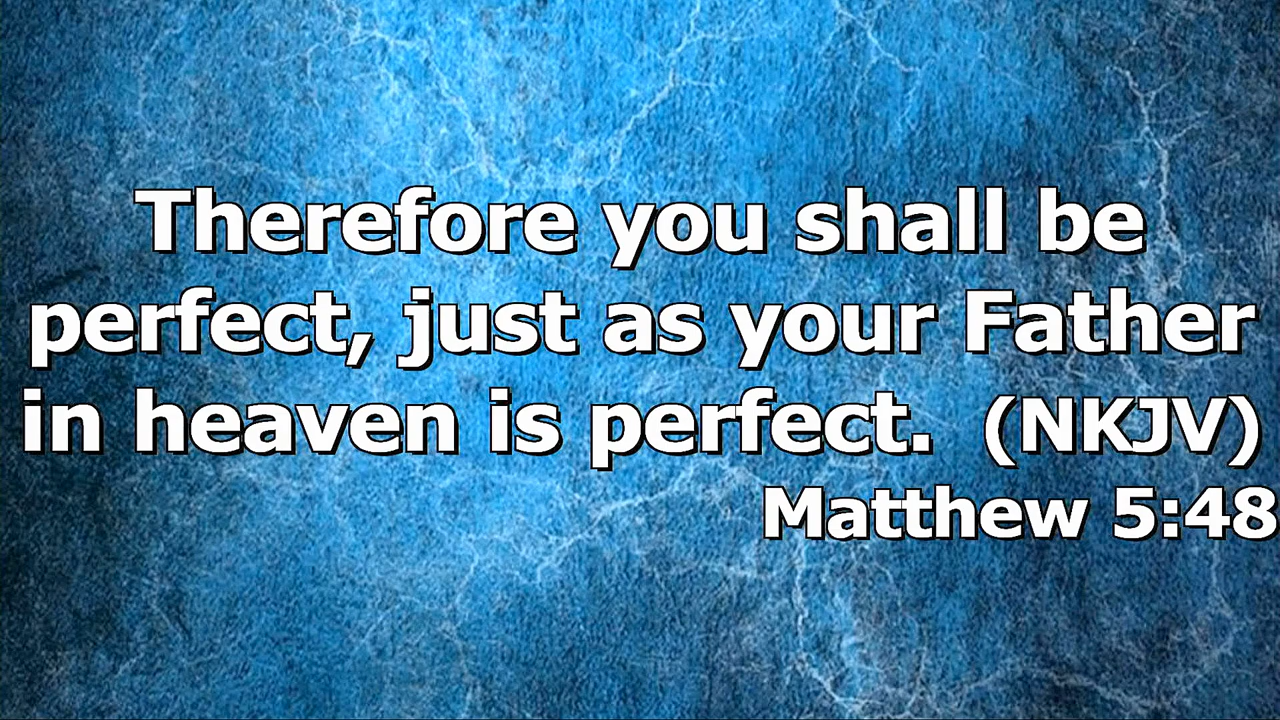 Therefore you shall be
perfect, just as your Father
in heaven is perfect.  (NKJV)
Matthew 5:48